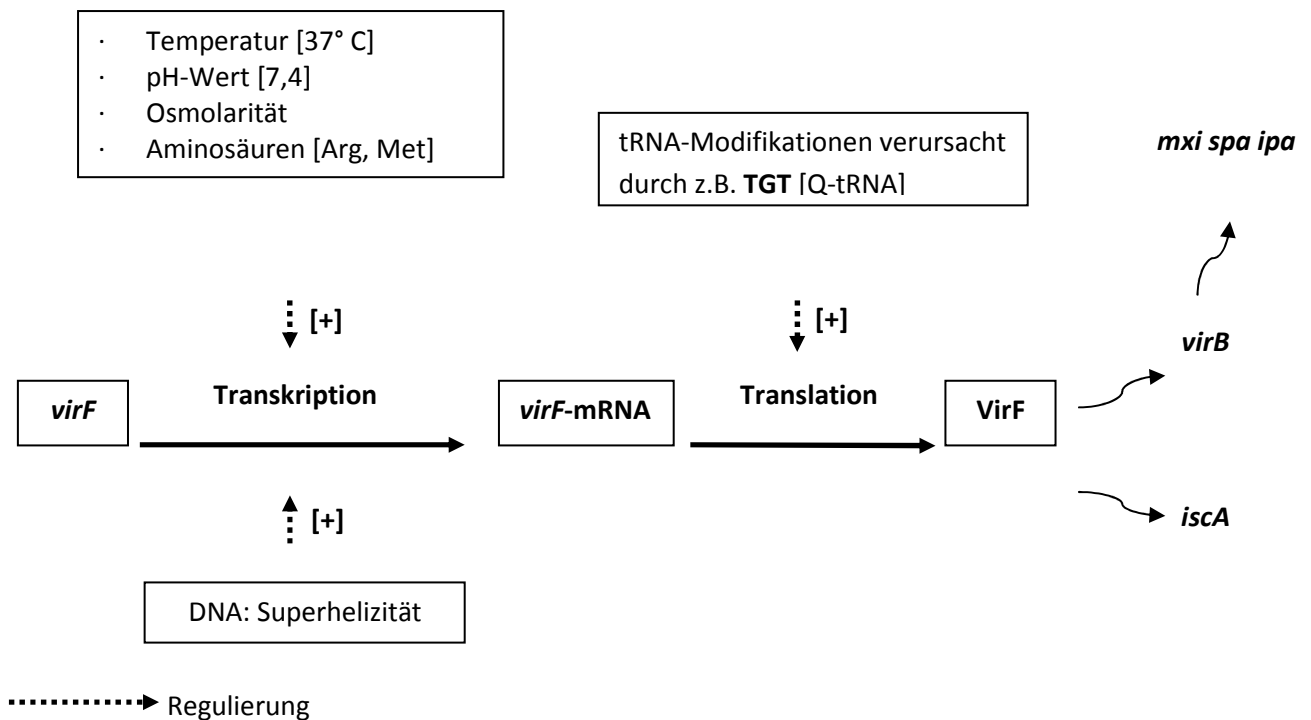 · Temperatur [37° C]
· pH-Wert [7,4]
· Osmolarität
· Aminosäuren [Arg, Met]
tRNA-Modifikationen verursacht
durch z.B. TGT [Q-tRNA]
mxi spa ipa
[+]
[+]
virB
Transkription
Translation
virF
virF-mRNA
VirF
[+]
iscA
DNA: Superhelizität
Regulierung